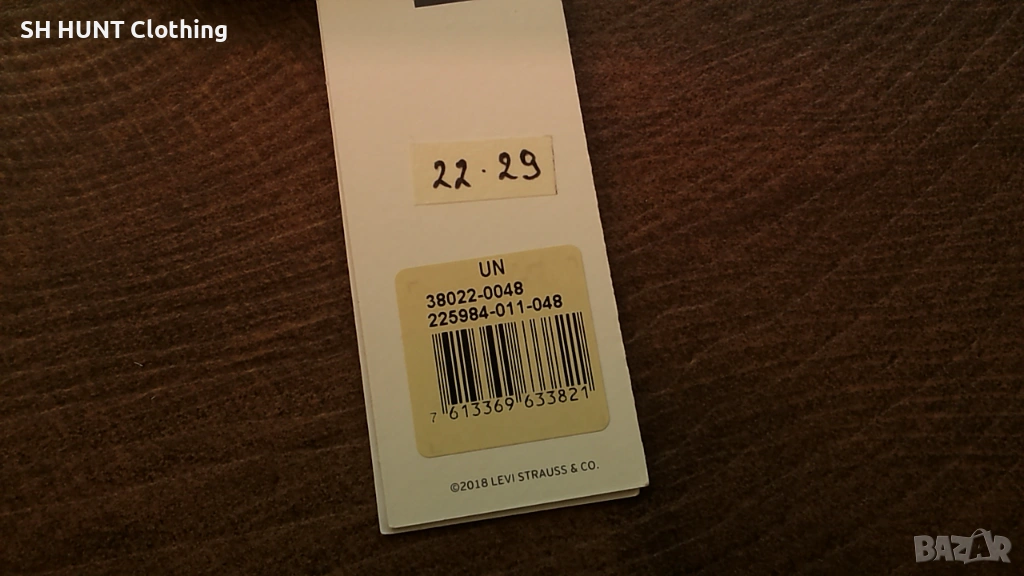 SH HUNT Clothing
22.29
UN
38022-0048
225984-011-048
7 613369 633821
©2018 LEVI STRAUSS & CO.
BAZAR